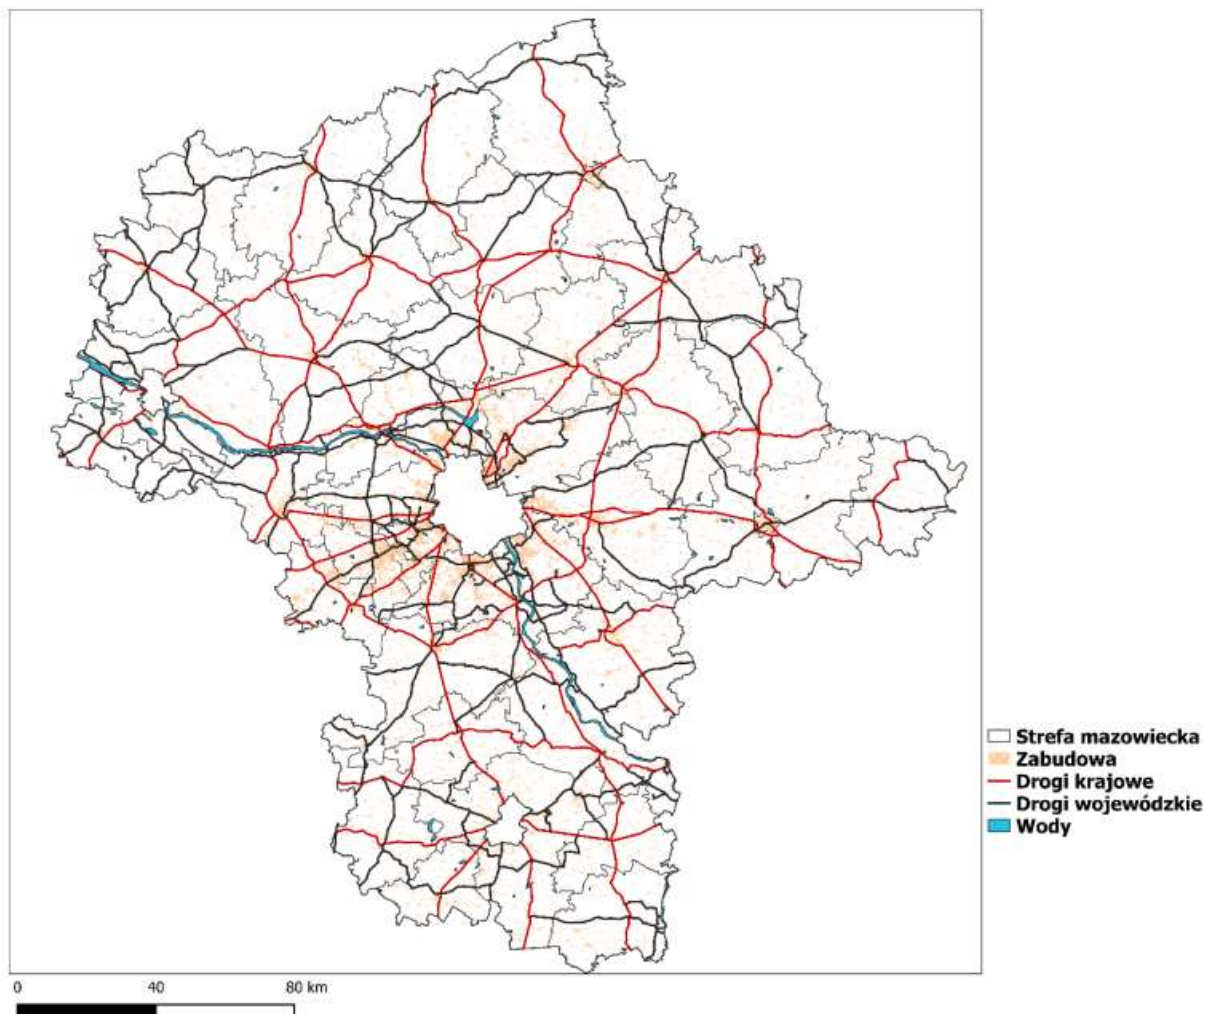 Strefa mazowiecka
Zabudowa
Drogi krajowe
Drogi wojewódzkie
Wody
0 40 80 km